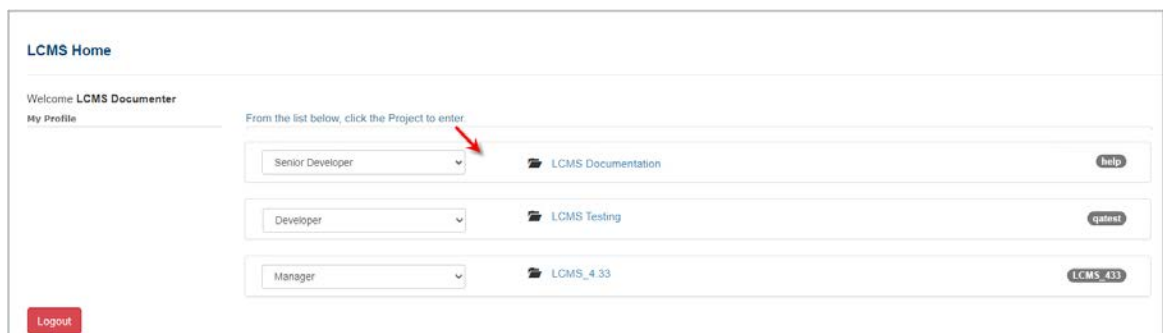 LCMS Home
Welcome LCMS Documenter
My Profile
From the list below, click the Project to enter.
Senior Developer LCMS Documentation help
Developer LCMS Testing qatest
Manager LCMS_4.33 LCMS_433
Logout